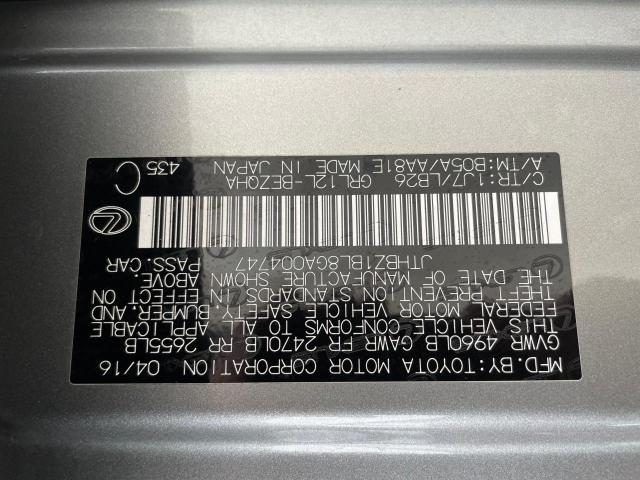 MFD.BY:TOYOTA MOTOR CORPORATION 04/16
GVWR 4960LB GAWR FR 2470LB RR 2655LB
THIS VEHICLE CONFORMS TO ALL APPLICABLE
FEDERAL MOTOR VEHICLE SAFETY, BUMPER, AND
THEFT PREVENTION STANDARDS IN EFFECT ON
THE DATE OF MANUFACTURE SHOWN ABOVE.
JTHBZ1BL8GA004747 PASS.CAR
C/TR:1J7/LB26 GRL12L-BEZQHA
A/TM:B05A/AA81E MADE IN JAPAN
C
435